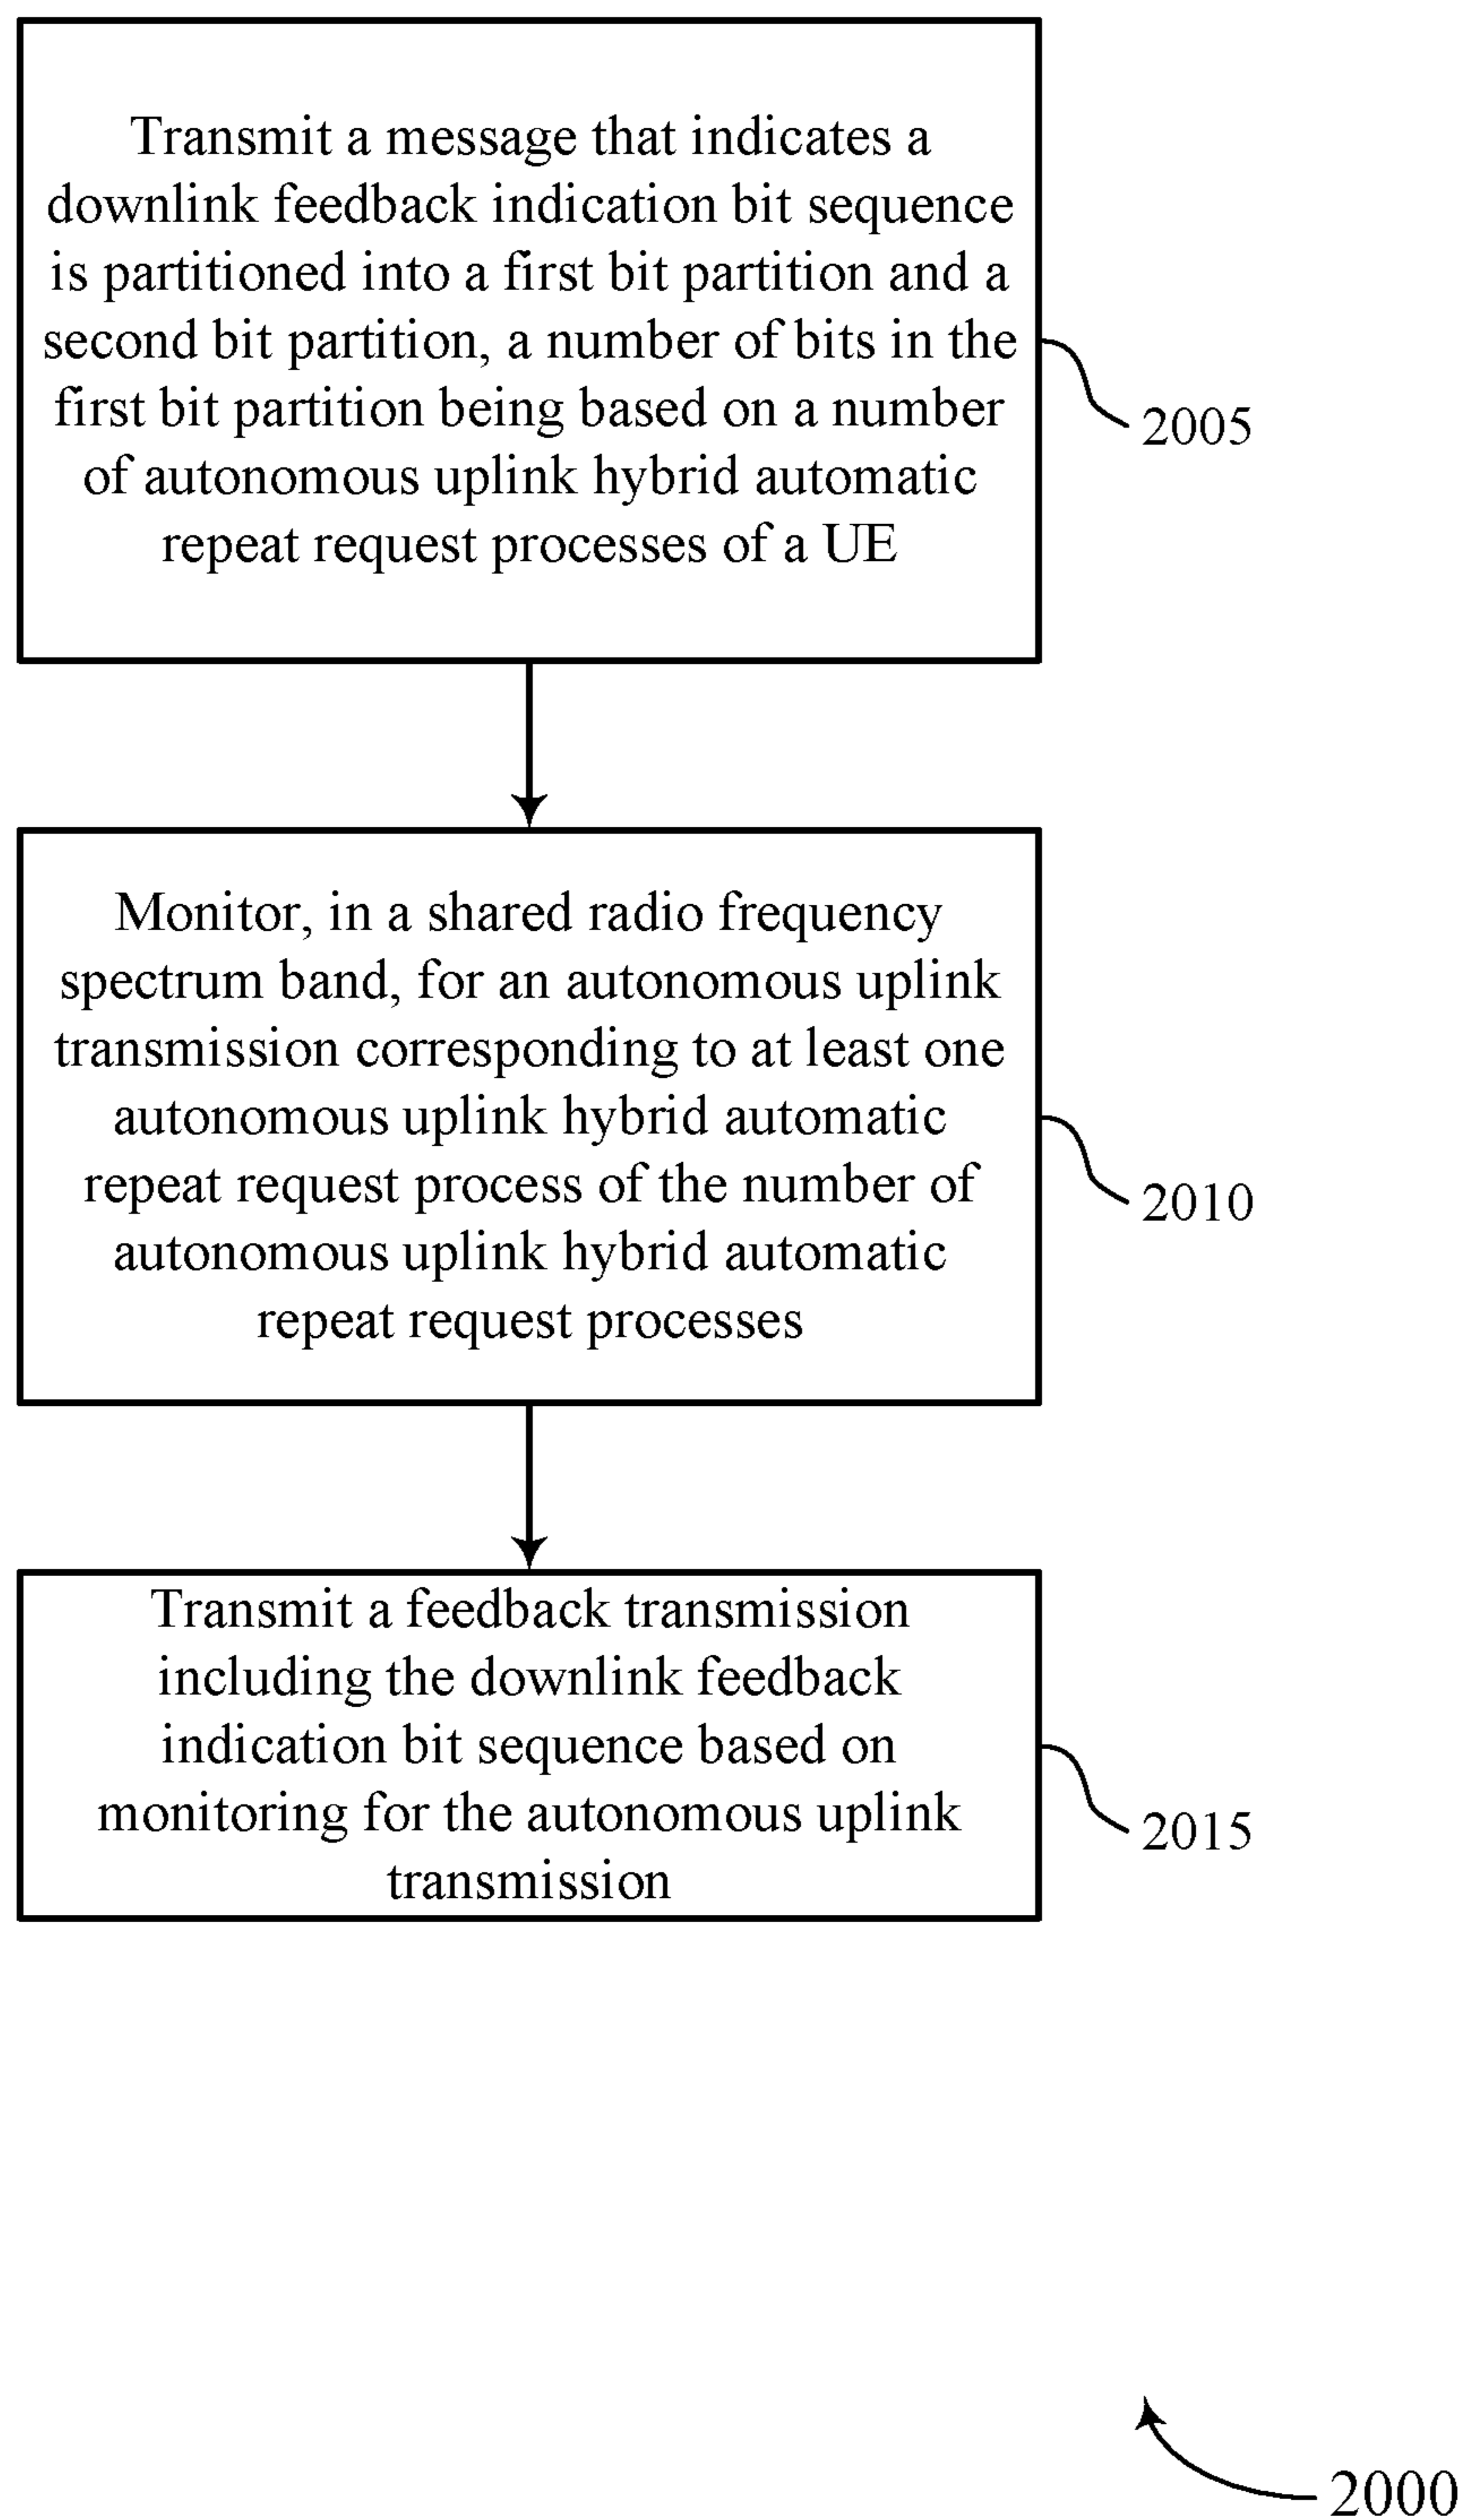 Transmit a message that indicates a
downlink feedback indication bit sequence
is partitioned into a first bit partition and a
second bit partition, a number of bits in the
first bit partition being based on a number
of autonomous uplink hybrid automatic
repeat request processes of a UE
2005
Monitor, in a shared radio frequency
spectrum band, for an autonomous uplink
transmission corresponding to at least one
autonomous uplink hybrid automatic
repeat request process of the number of
autonomous uplink hybrid automatic
repeat request processes
2010
Transmit a feedback transmission
including the downlink feedback
indication bit sequence based on
monitoring for the autonomous uplink
transmission
2015
2000